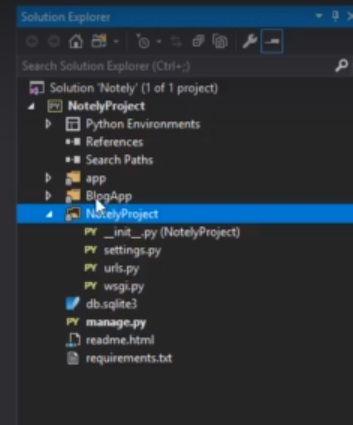 Solution Explorer
Search Solution Explorer (Ctrl+;)
Solution 'Notely' (1 of 1 project)
PY NotelyProject
Python Environments
References
Search Paths
app
BlogApp
NotelyProject
PY __init__.py (NotelyProject)
PY settings.py
PY urls.py
PY wsgi.py
db.sqlite3
PY manage.py
readme.html
requirements.txt